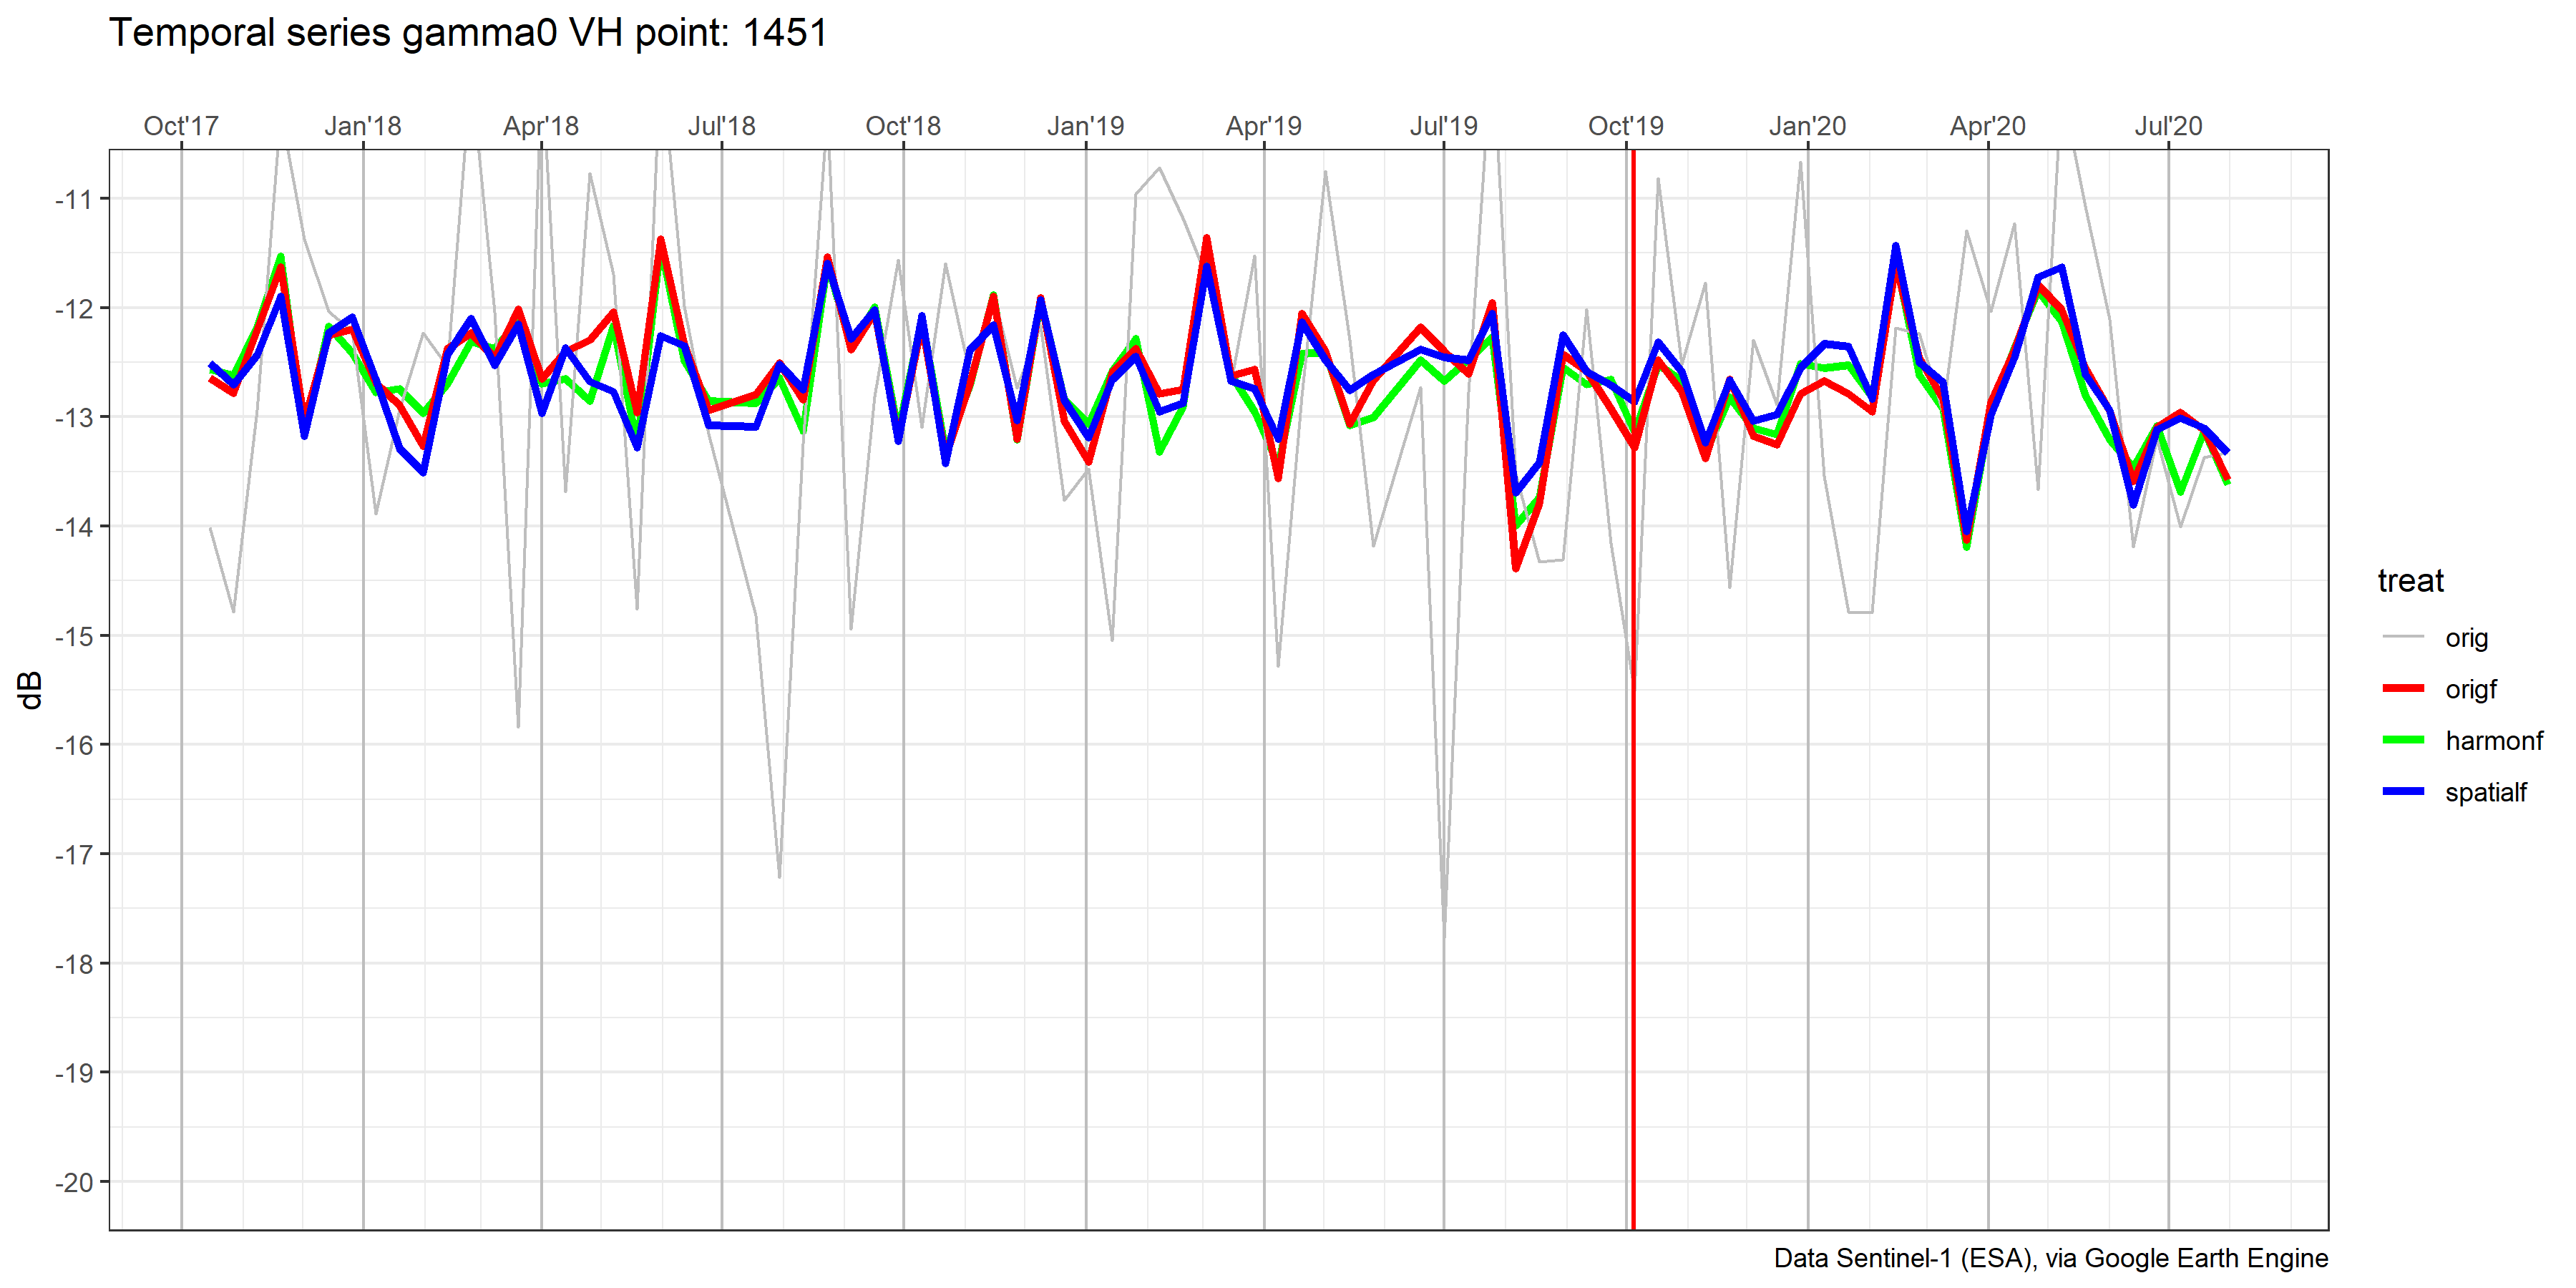 Temporal series gamma0 VH point: 1451
Oct'17 Jan'18 Apr'18 Jul'18 Oct'18 Jan'19 Apr'19 Jul'19 Oct'19 Jan'20 Apr'20 Jul'20
-11
-12
-13
-14
-15
-16
-17
-18
-19
-20
dB
treat
orig
origf
harmonf
spatialf
Data Sentinel-1 (ESA), via Google Earth Engine